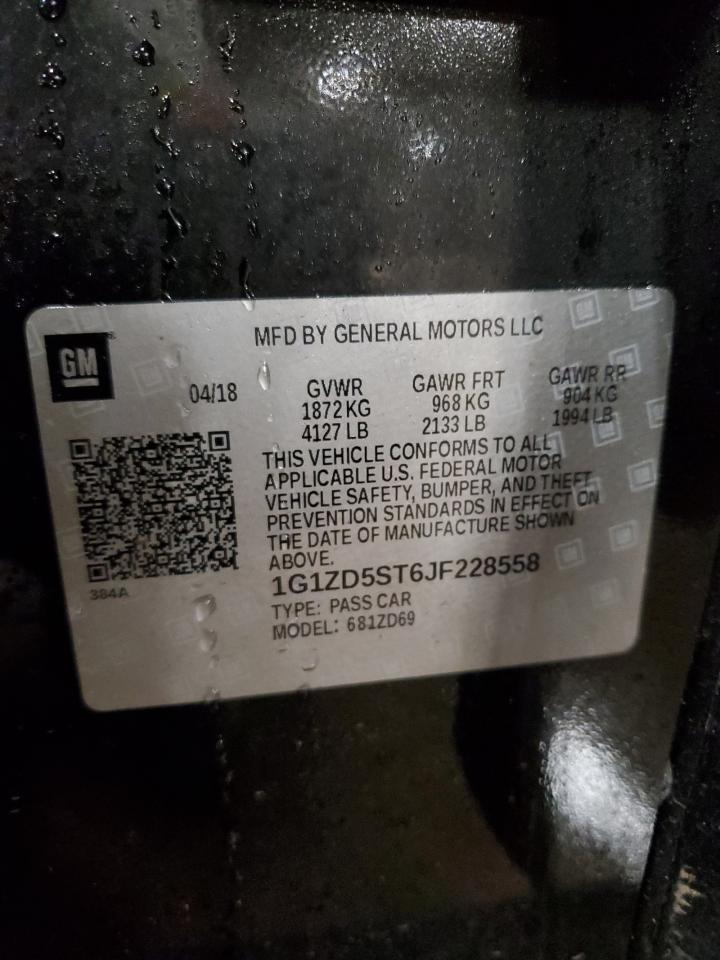 GM
MFD BY GENERAL MOTORS LLC
04/18
GVWR
1872 KG
4127 LB
GAWR FRT
968 KG
2133 LB
GAWR RR
904 KG
1994 LB
THIS VEHICLE CONFORMS TO ALL
APPLICABLE U.S. FEDERAL MOTOR
VEHICLE SAFETY, BUMPER, AND THEFT
PREVENTION STANDARDS IN EFFECT ON
THE DATE OF MANUFACTURE SHOWN
ABOVE.
1G1ZD5ST6JF228558
TYPE: PASS CAR
MODEL: 681ZD69
384A